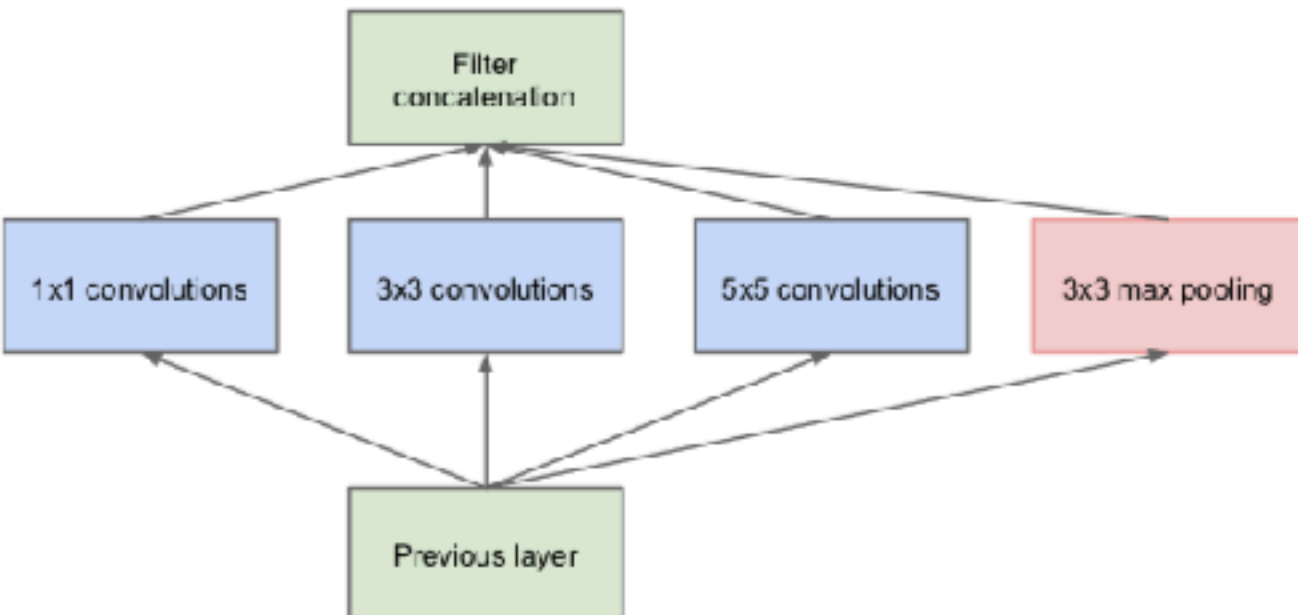 Filter
concatenation
1x1 convolutions
3x3 convolutions
5x5 convolutions
3x3 max pooling
Previous layer